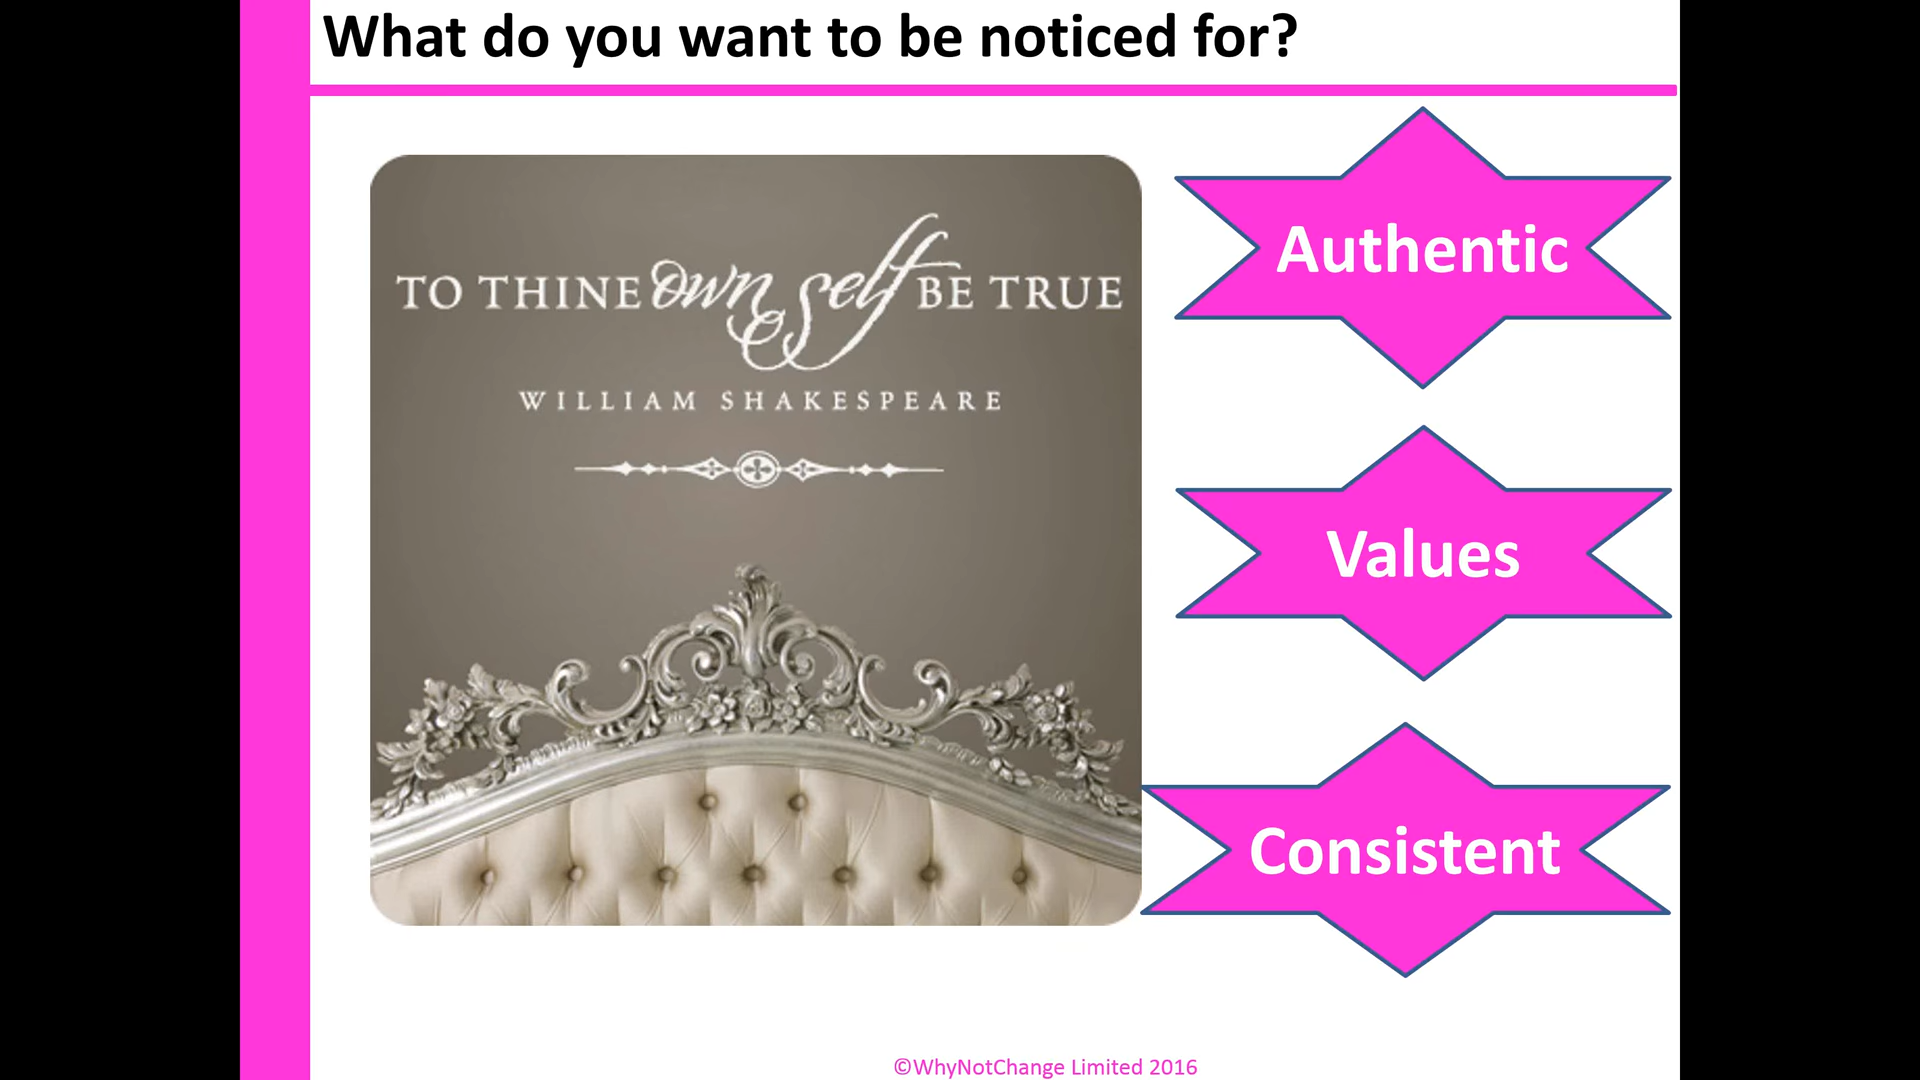 What do you want to be noticed for?
TO THINE own self BE TRUE
WILLIAM SHAKESPEARE
Authentic
Values
Consistent
©WhyNotChange Limited 2016